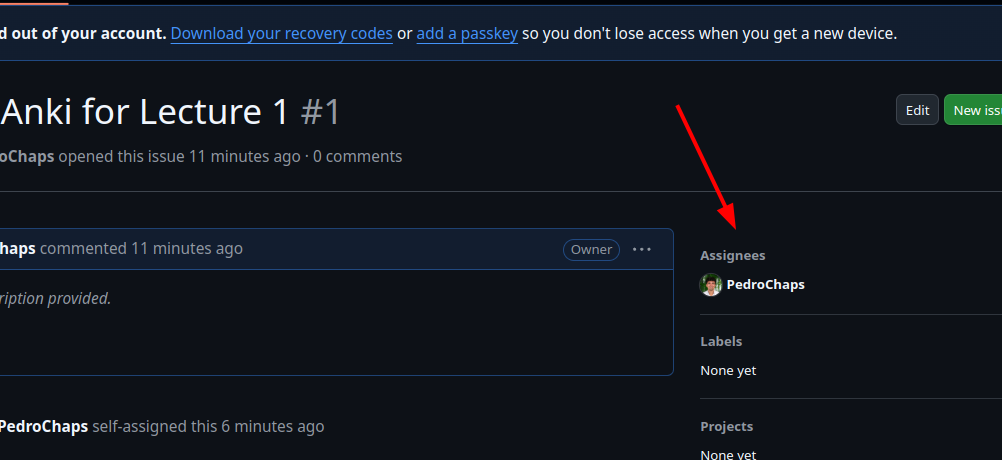 d out of your account. Download your recovery codes or add a passkey so you don't lose access when you get a new device.
Anki for Lecture 1 #1
Edit
New issu
oChaps opened this issue 11 minutes ago · 0 comments
haps commented 11 minutes ago
Owner
Assignees
PedroChaps
ription provided.
Labels
None yet
PedroChaps self-assigned this 6 minutes ago
Projects
None yet